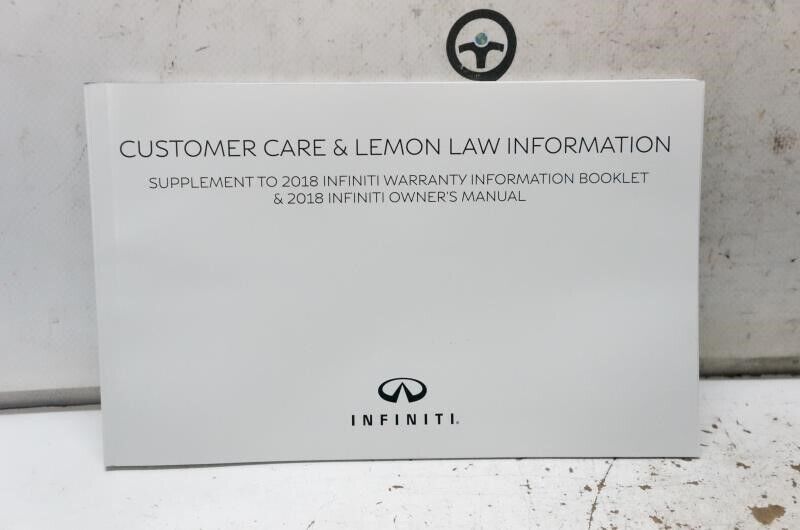 CUSTOMER CARE & LEMON LAW INFORMATION
SUPPLEMENT TO 2018 INFINITI WARRANTY INFORMATION BOOKLET
& 2018 INFINITI OWNER'S MANUAL
INFINITI®